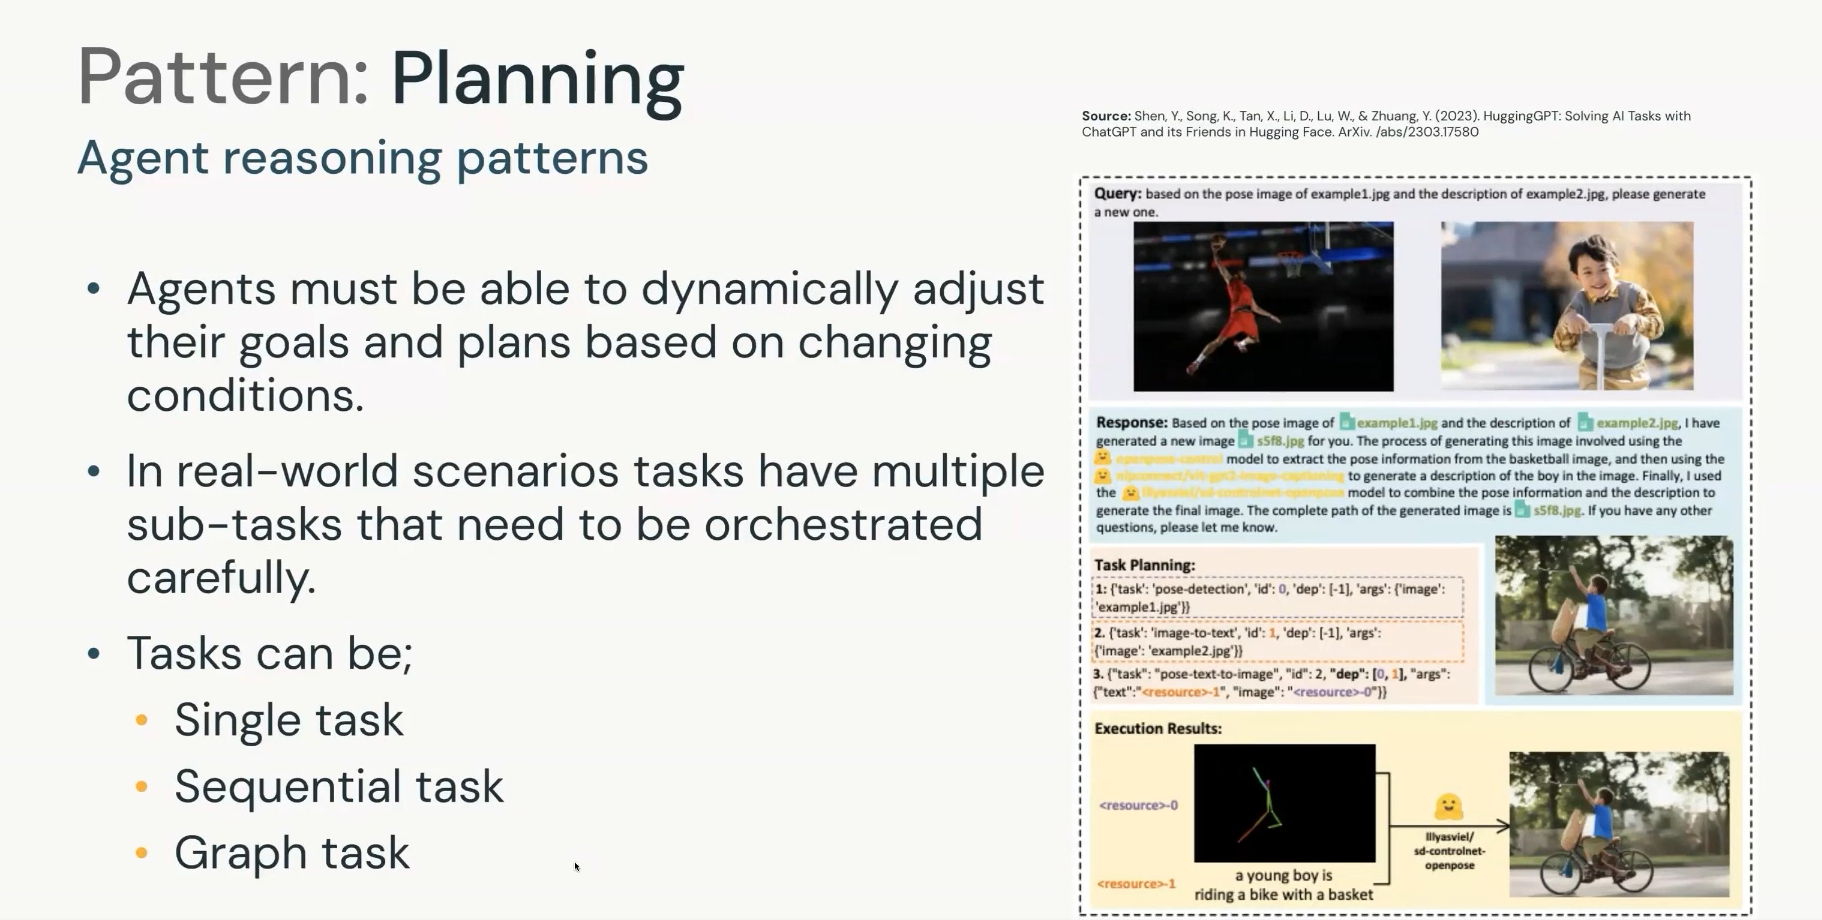 Pattern: Planning
Agent reasoning patterns
• Agents must be able to dynamically adjust
their goals and plans based on changing
conditions.
• In real-world scenarios tasks have multiple
sub-tasks that need to be orchestrated
carefully.
• Tasks can be;
• Single task
• Sequential task
• Graph task
Source: Shen, Y., Song, K., Tan, X., Li, D., Lu, W., & Zhuang, Y. (2023). HuggingGPT: Solving AI Tasks with
ChatGPT and its Friends in Hugging Face. ArXiv. /abs/2303.17580
Query: based on the pose image of example1.jpg and the description of example2.jpg, please generate
a new one.
Response: Based on the pose image of example1.jpg and the description of example2.jpg, I have
generated a new image s5f8.jpg for you. The process of generating this image involved using the
openpose-control model to extract the pose information from the basketball image, and then using the
nlpconnect/vit-gpt2-image-captioning to generate a description of the boy in the image. Finally, I used
the lllyasviel/sd-controlnet-openpose model to combine the pose information and the description to
generate the final image. The complete path of the generated image is s5f8.jpg. If you have any other
questions, please let me know.
Task Planning:
1: {'task': 'pose-detection', 'id': 0, 'dep': [-1], 'args': {'image':
'example1.jpg'}}
2. {'task': 'image-to-text', 'id': 1, 'dep': [-1], 'args':
{'image': 'example2.jpg'}}
3. {"task": "pose-text-to-image", "id": 2, "dep": [0, 1], "args":
{"text":"<resource>-1", "image": "<resource>-0"}}
Execution Results:
<resource>-0
lllyasviel/
sd-controlnet-
openpose
<resource>-1
a young boy is
riding a bike with a basket